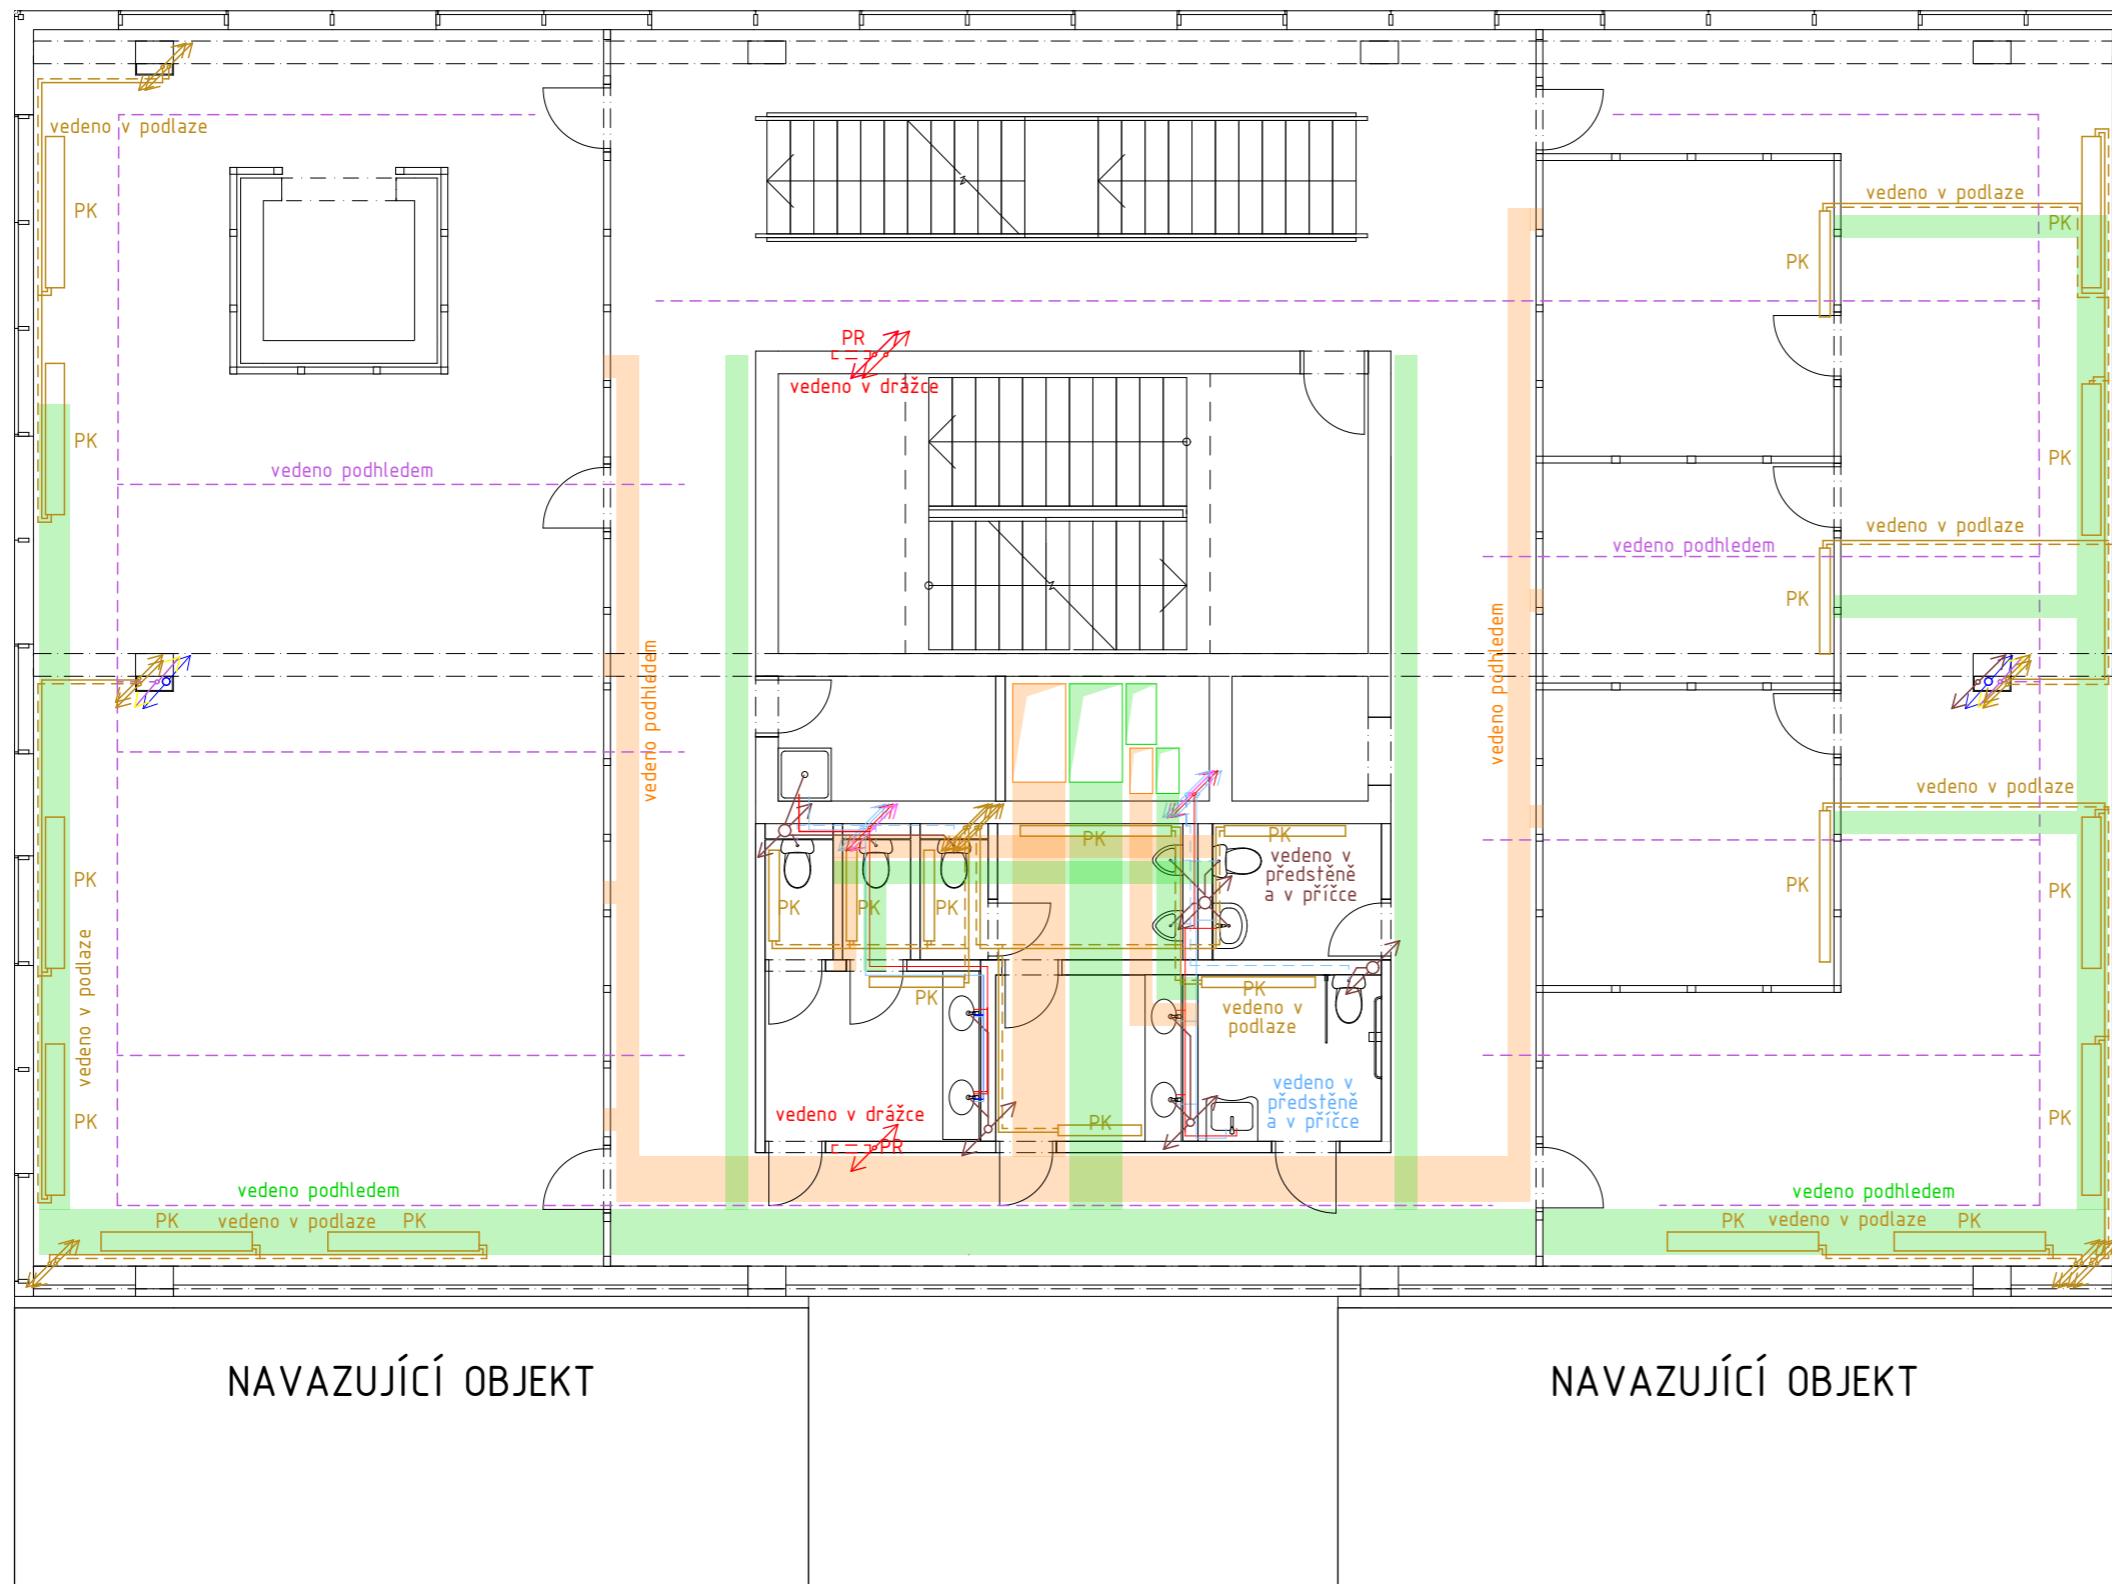 vedeno v podlaze
PK
PK
vedeno podhledem
PK
vedeno v podlaze
PK
vedeno podhledem
PK
vedeno v podlaze
PK
vedeno podhledem
PR
vedeno v drážce
PK
PK
vedeno v
předstěně
a v příčce
PK
PK
PK
PK
PK
vedeno v
podlaze
vedeno v
předstěně
a v příčce
PK
vedeno v drážce
PR
vedeno podhledem
vedeno v podlaze
PK
PK
PK
vedeno v podlaze
vedeno podhledem
PK
vedeno v podlaze
PK
PK
PK
vedeno podhledem
PK
vedeno v podlaze
PK
NAVAZUJÍCÍ OBJEKT
NAVAZUJÍCÍ OBJEKT